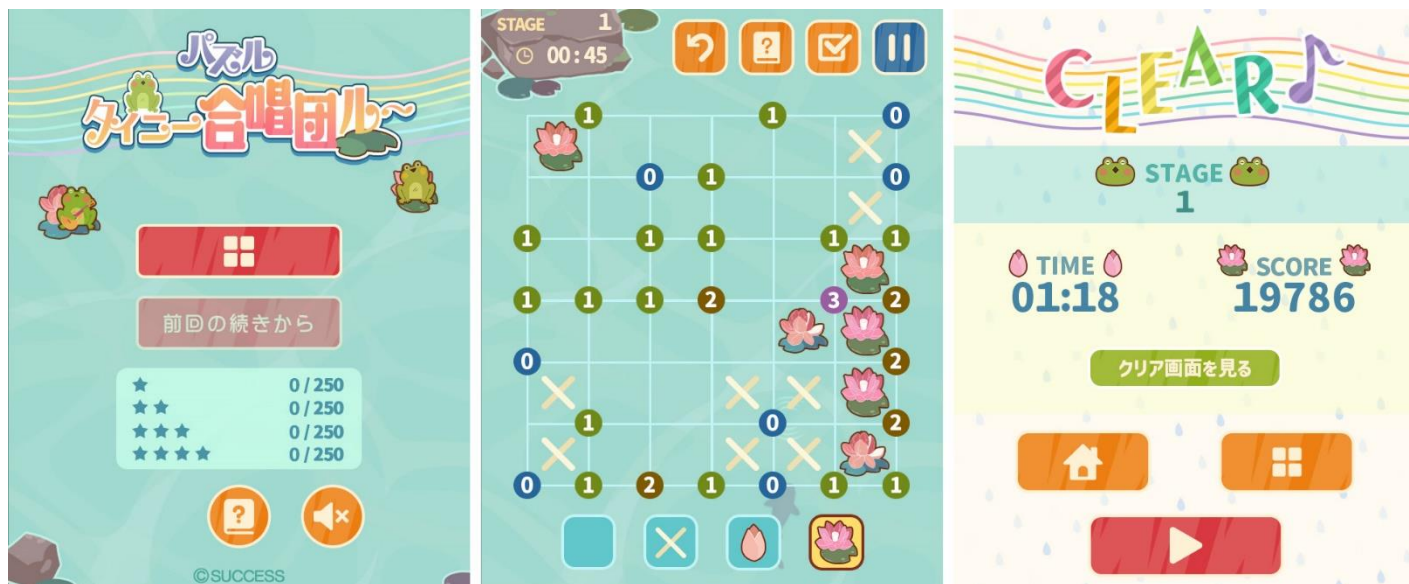 パズル
タイニー合唱団ル〜
前回の続きから
★ 0/250
★★ 0/250
★★★ 0/250
★★★★ 0/250
©SUCCESS
STAGE 1
00:45
1 1 0
0 1 0
1 1 1 1 1
1 1 1 2 3 2
0 2
1 0 2
0 1 2 1 0 1 1
CLEAR♪
STAGE
1
TIME
01:18
SCORE
19786
クリア画面を見る